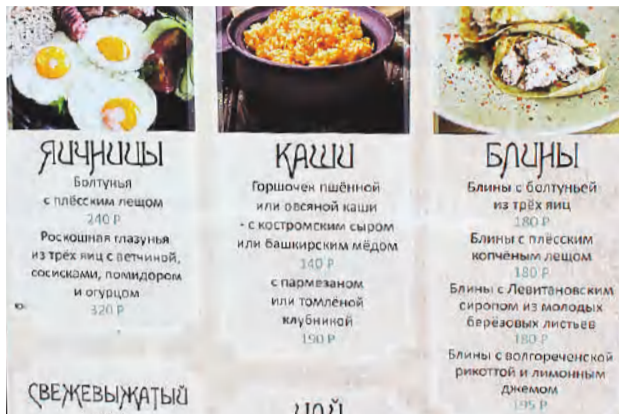 ЯИЧНИЦЫ
Болтунья
с плёсским лещом
240 Р
Роскошная глазунья
из трёх яиц с ветчиной,
сосисками, помидором
и огурцом
320 Р
СВЕЖЕВЫЖАТЫЙ
КАШИ
Горшочек пшённой
или овсяной каши
- с костромским сыром
или башкирским мёдом
140 Р
с пармезаном
или томлёной
клубникой
190 Р
ЧАЙ
БЛИНЫ
Блины с болтуньей
из трёх яиц
180 Р
Блины с плёсским
копчёным лещом
180 Р
Блины с Левитановским
сиропом из молодых
берёзовых листьев
180 Р
Блины с волгореченской
рикоттой и лимонным
джемом
195 Р